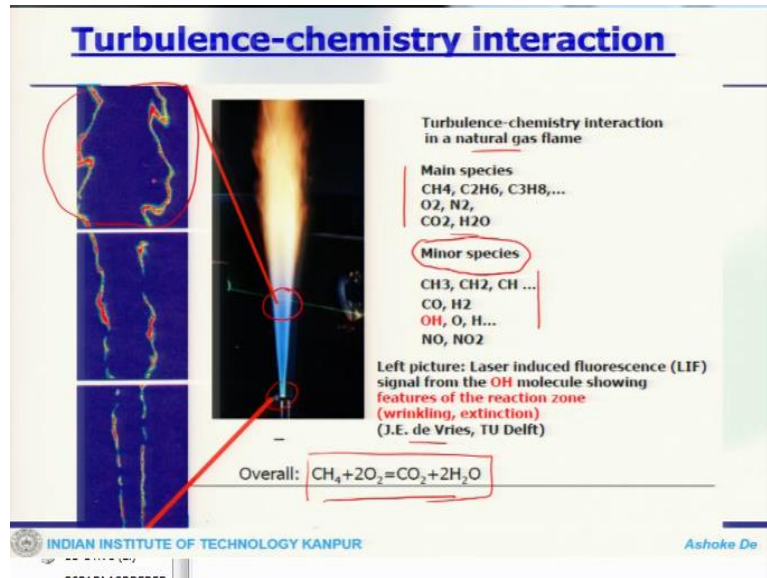 Turbulence-chemistry interaction
Turbulence-chemistry interaction
in a natural gas flame
Main species
CH4, C2H6, C3H8,...
O2, N2,
CO2, H2O
Minor species
CH3, CH2, CH ...
CO, H2
OH, O, H...
NO, NO2
Left picture: Laser induced fluorescence (LIF)
signal from the OH molecule showing
features of the reaction zone
(wrinkling, extinction)
(J.E. de Vries, TU Delft)
Overall: CH₄+2O₂=CO₂+2H₂O
INDIAN INSTITUTE OF TECHNOLOGY KANPUR
Ashoke De